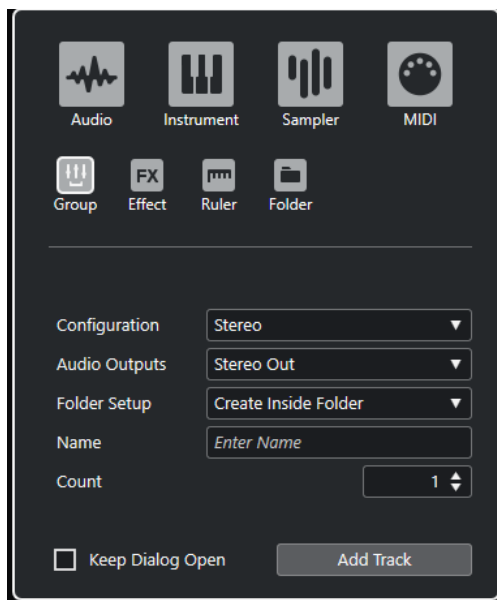 Audio Instrument Sampler MIDI
FX
Group Effect Ruler Folder
Configuration Stereo
Audio Outputs Stereo Out
Folder Setup Create Inside Folder
Name Enter Name
Count 1
Keep Dialog Open Add Track